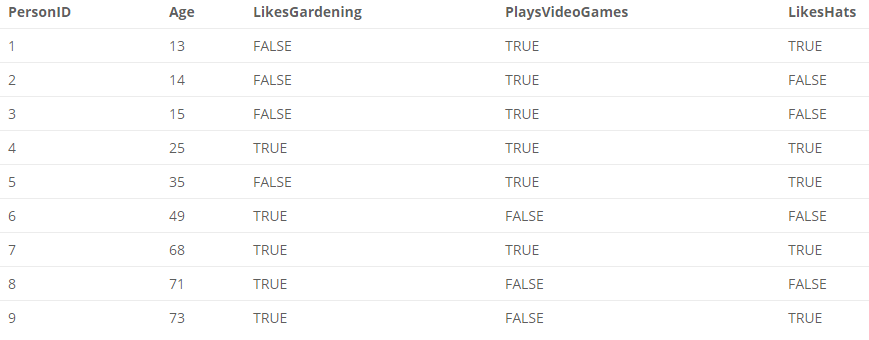 PersonID Age LikesGardening PlaysVideoGames LikesHats
1 13 FALSE TRUE TRUE
2 14 FALSE TRUE FALSE
3 15 FALSE TRUE FALSE
4 25 TRUE TRUE TRUE
5 35 FALSE TRUE TRUE
6 49 TRUE FALSE FALSE
7 68 TRUE TRUE TRUE
8 71 TRUE FALSE FALSE
9 73 TRUE FALSE TRUE